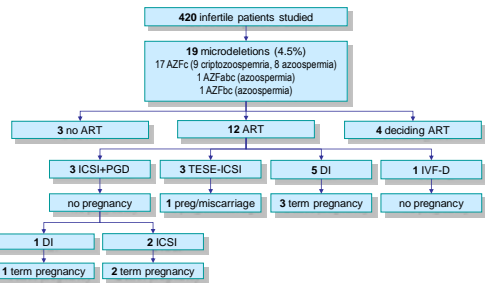 420 infertile patients studied
19 microdeletions (4.5%)
17 AZFc (9 criptozoospemria, 8 azoospermia)
1 AZFabc (azoospermia)
1 AZFbc (azoospermia)
3 no ART
12 ART
4 deciding ART
3 ICSI+PGD
3 TESE-ICSI
5 DI
1 IVF-D
no pregnancy
1 preg/miscarriage
3 term pregnancy
no pregnancy
1 DI
2 ICSI
1 term pregnancy
2 term pregnancy